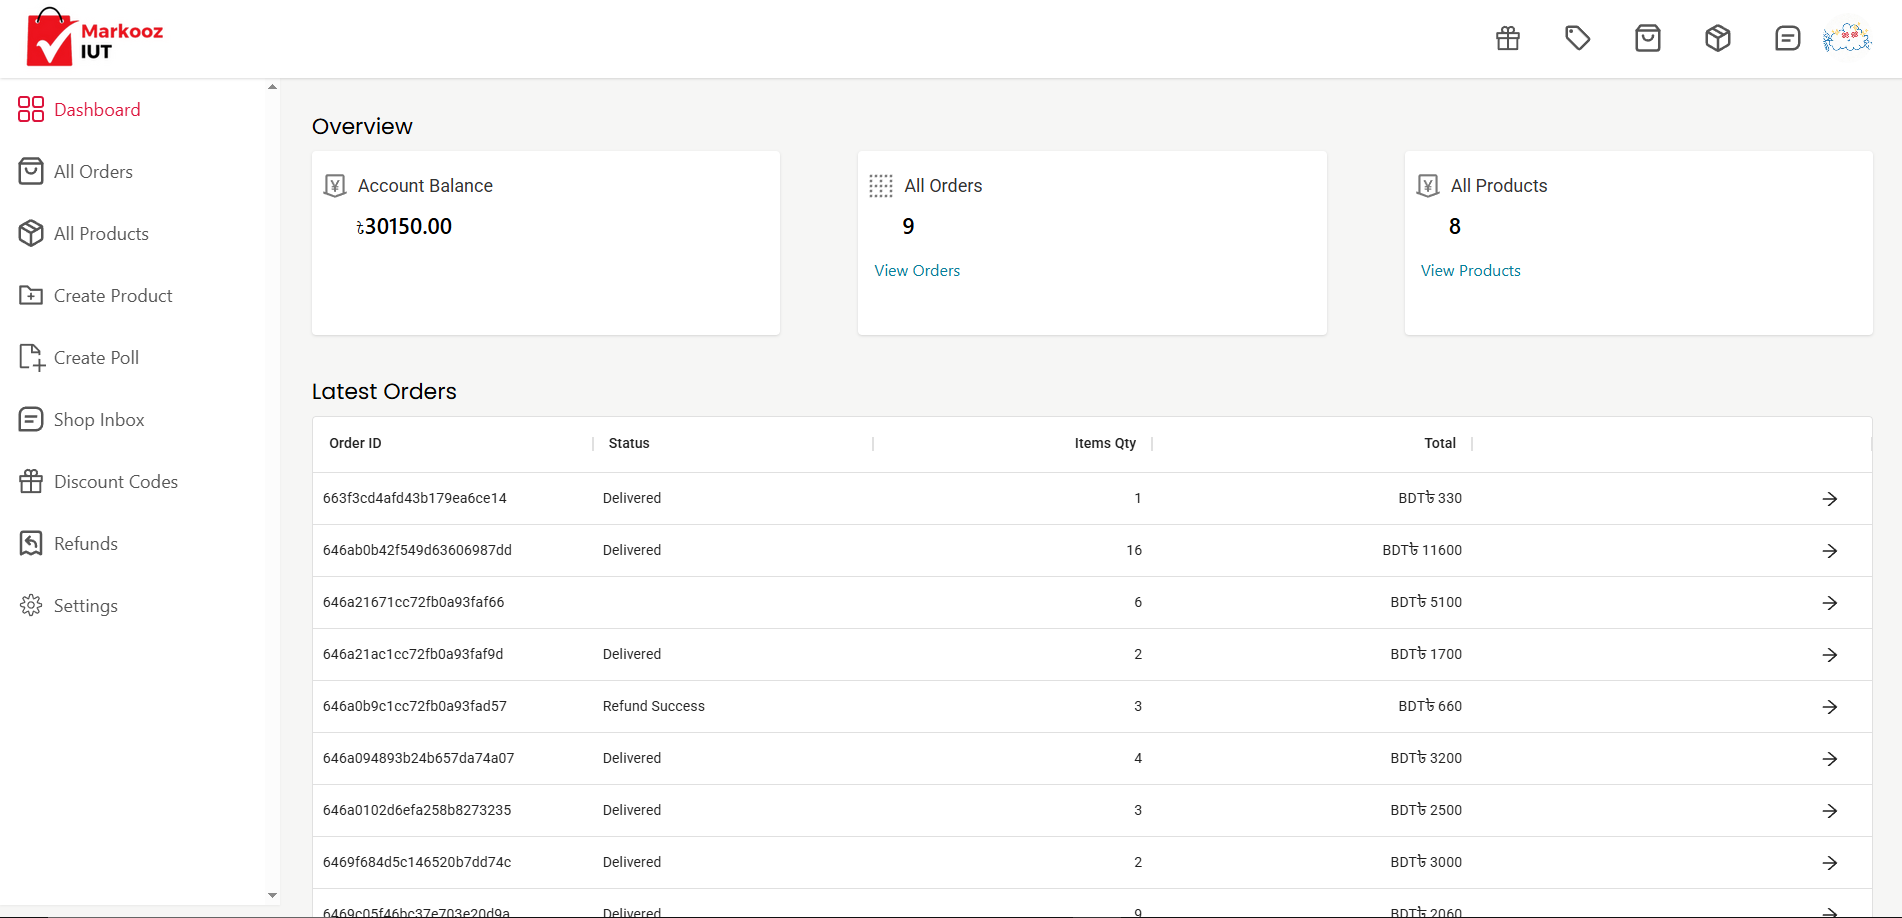 Markooz
IUT
Dashboard
All Orders
All Products
Create Product
Create Poll
Shop Inbox
Discount Codes
Refunds
Settings
Overview
Account Balance
৳30150.00
All Orders
9
View Orders
All Products
8
View Products
Latest Orders
Order ID Status Items Qty Total
663f3cd4afd43b179ea6ce14 Delivered 1 BDT৳ 330
646ab0b42f549d63606987dd Delivered 16 BDT৳ 11600
646a21671cc72fb0a93faf66 6 BDT৳ 5100
646a21ac1cc72fb0a93faf9d Delivered 2 BDT৳ 1700
646a0b9c1cc72fb0a93fad57 Refund Success 3 BDT৳ 660
646a094893b24b657da74a07 Delivered 4 BDT৳ 3200
646a0102d6efa258b8273235 Delivered 3 BDT৳ 2500
6469f684d5c146520b7dd74c Delivered 2 BDT৳ 3000
6469c05f46bc37e703e20d9a Delivered 9 BDT৳ 2060